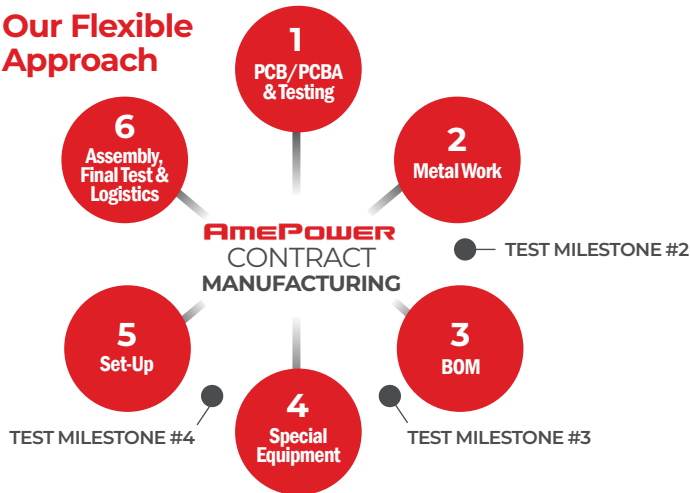 Our Flexible
Approach
1
PCB/PCBA
& Testing
2
Metal Work
6
Assembly,
Final Test &
Logistics
AmePower
CONTRACT
MANUFACTURING
TEST MILESTONE #2
3
BOM
5
Set-Up
4
Special
Equipment
TEST MILESTONE #4
TEST MILESTONE #3